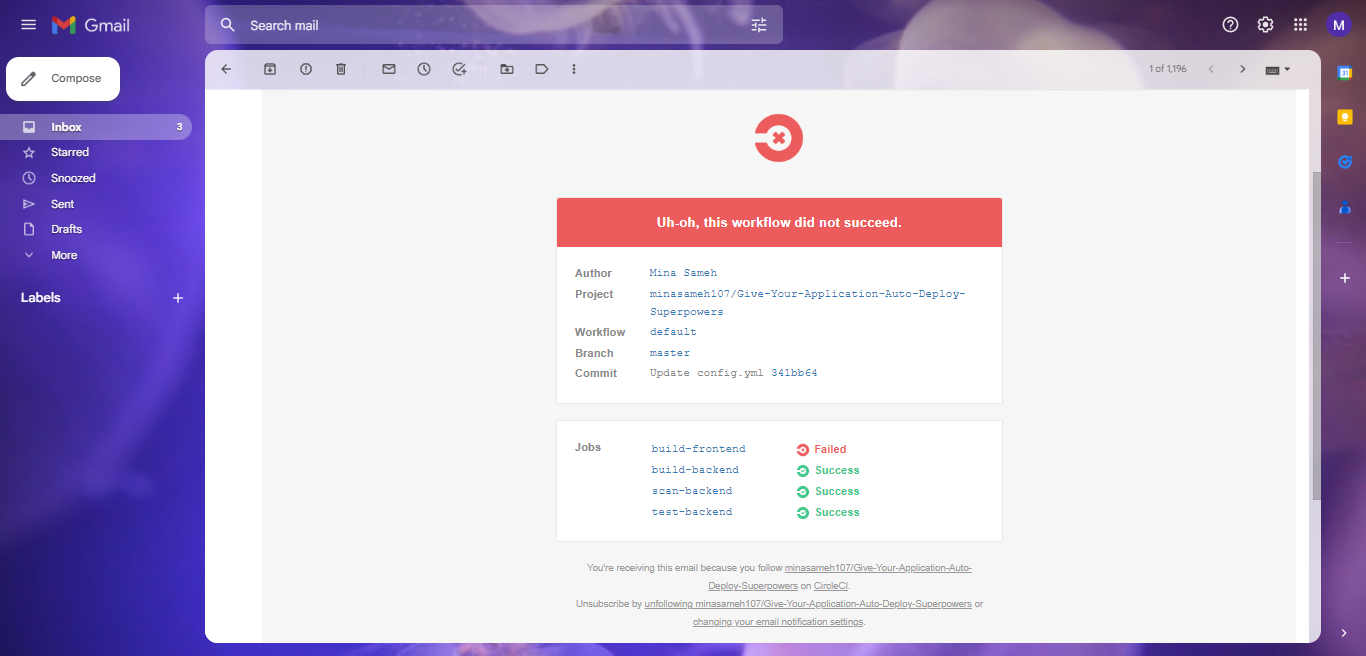 Gmail
Search mail
M
Compose
1 of 1,196
31
Inbox 3
Starred
Snoozed
Sent
Drafts
More
Labels
Uh-oh, this workflow did not succeed.
Author Mina Sameh
Project minasameh107/Give-Your-Application-Auto-Deploy-
Superpowers
Workflow default
Branch master
Commit Update config.yml 341bb64
Jobs build-frontend Failed
build-backend Success
scan-backend Success
test-backend Success
You're receiving this email because you follow minasameh107/Give-Your-Application-Auto-
Deploy-Superpowers on CircleCI.
Unsubscribe by unfollowing minasameh107/Give-Your-Application-Auto-Deploy-Superpowers or
changing your email notification settings.